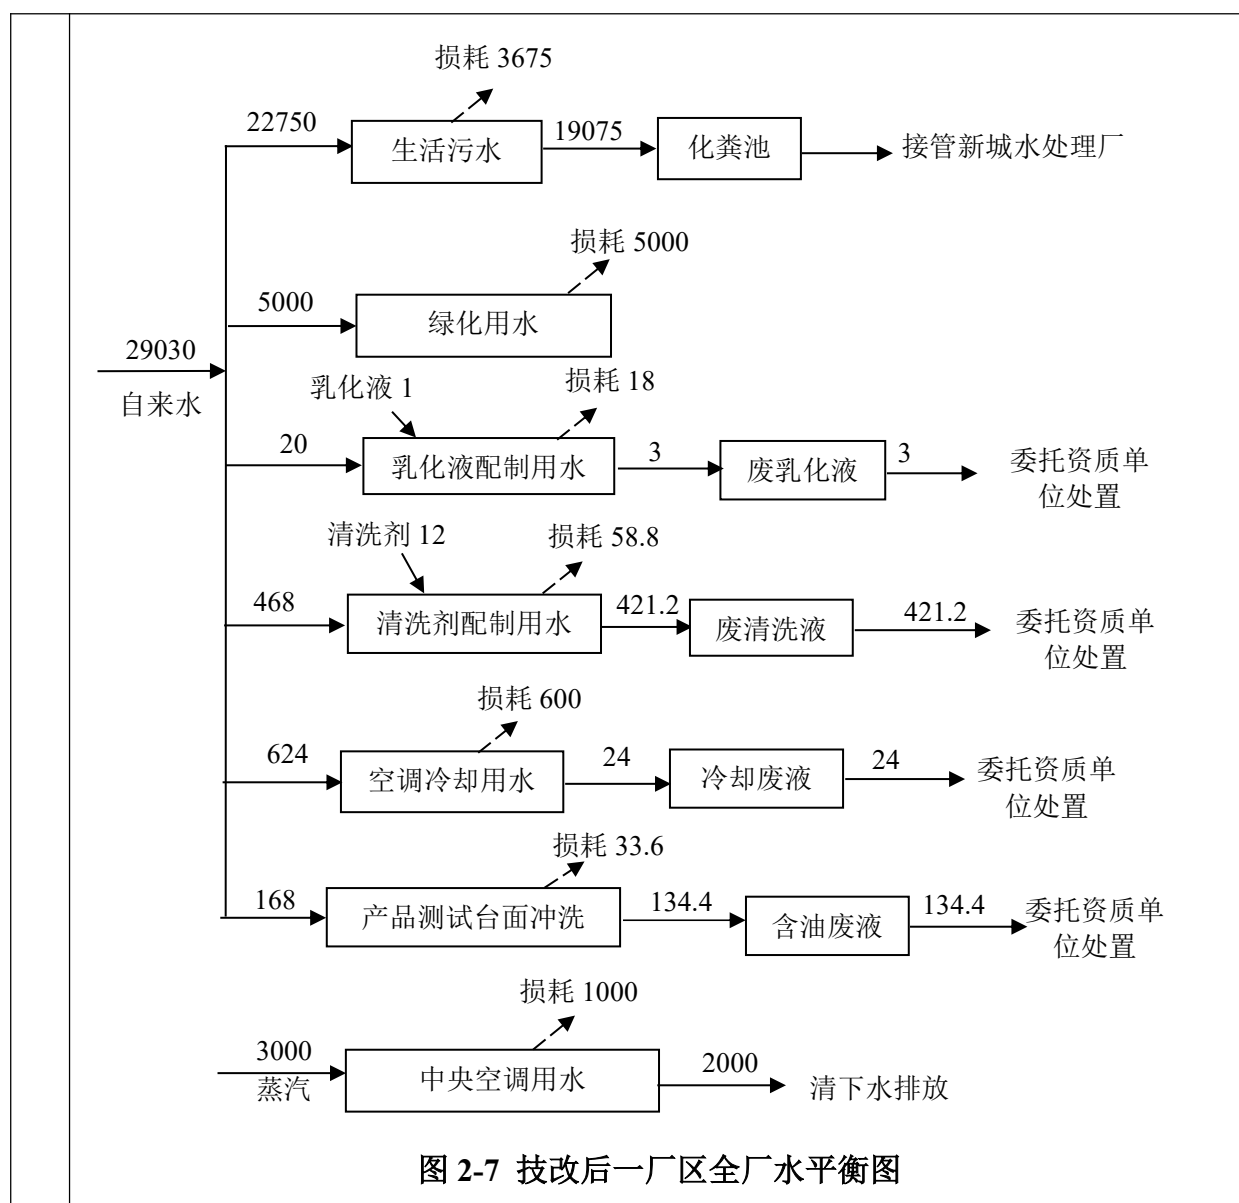 损耗 3675
22750
生活污水
19075
化粪池
接管新城水处理厂
损耗 5000
5000
绿化用水
29030
自来水
乳化液 1
损耗 18
20
乳化液配制用水
3
废乳化液
3
委托资质单
位处置
清洗剂 12
损耗 58.8
468
清洗剂配制用水
421.2
废清洗液
421.2
委托资质单
位处置
损耗 600
624
空调冷却用水
24
冷却废液
24
委托资质单
位处置
损耗 33.6
168
产品测试台面冲洗
134.4
含油废液
134.4
委托资质单
位处置
损耗 1000
3000
蒸汽
中央空调用水
2000
清下水排放
图 2-7 技改后一厂区全厂水平衡图